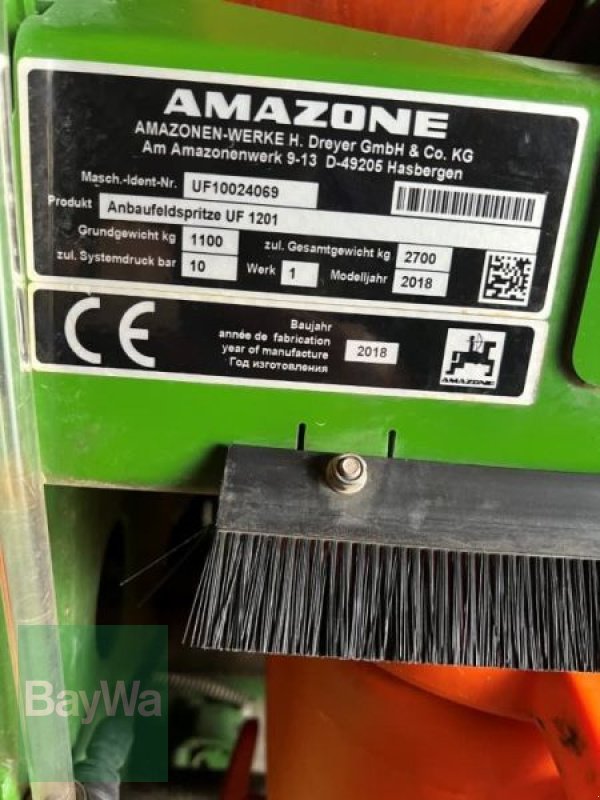 AMAZONE
AMAZONEN-WERKE H. Dreyer GmbH & Co. KG
Am Amazonenwerk 9-13 D-49205 Hasbergen
Masch.-Ident-Nr. UF10024069
Produkt Anbaufeldspritze UF 1201
Grundgewicht kg 1100 zul. Gesamtgewicht kg 2700
zul. Systemdruck bar 10 Werk 1 Modelljahr 2018
CE
Baujahr
année de fabrication
year of manufacture 2018
Год изготовления
AMAZONE
BayWa